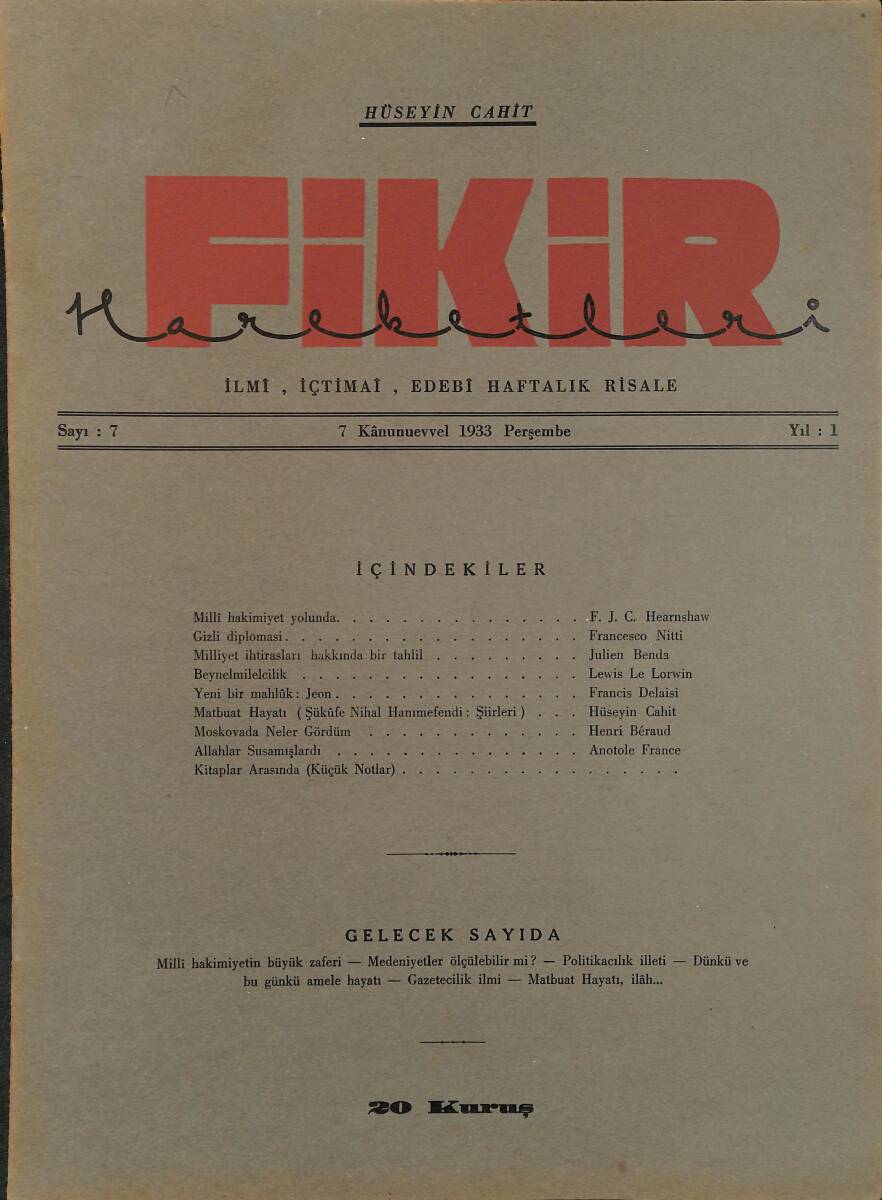 HÜSEYİN CAHİT
FİKİR
Hareketleri
İLMÎ , İÇTİMAÎ , EDEBÎ HAFTALIK RİSALE
Sayı : 7 7 Kânunuevvel 1933 Perşembe Yıl : 1
İÇİNDEKİLER
Millî hakimiyet yolunda. . . . . . . . . . . . . . . F. J. C. Hearnshaw
Gizli diplomasi. . . . . . . . . . . . . . . . . . Francesco Nitti
Milliyet ihtirasları hakkında bir tahlil . . . . . . . . . Julien Benda
Beynelmilelcilik . . . . . . . . . . . . . . . . . Lewis Le Lorwin
Yeni bir mahlûk : Jeon . . . . . . . . . . . . . . . Francis Delaisi
Matbuat Hayatı ( Şükûfe Nihal Hanımefendi : Şiirleri ) . . . Hüseyin Cahit
Moskovada Neler Gördüm . . . . . . . . . . . . . Henri Béraud
Allahlar Susamışlardı . . . . . . . . . . . . . . . Anotole France
Kitaplar Arasında (Küçük Notlar) . . . . . . . . . . . . . . . . .
GELECEK SAYIDA
Millî hakimiyetin büyük zaferi — Medeniyetler ölçülebilir mi ? — Politikacılık illeti — Dünkü ve
bu günkü amele hayatı — Gazetecilik ilmi — Matbuat Hayatı, ilâh...
20 Kuruş